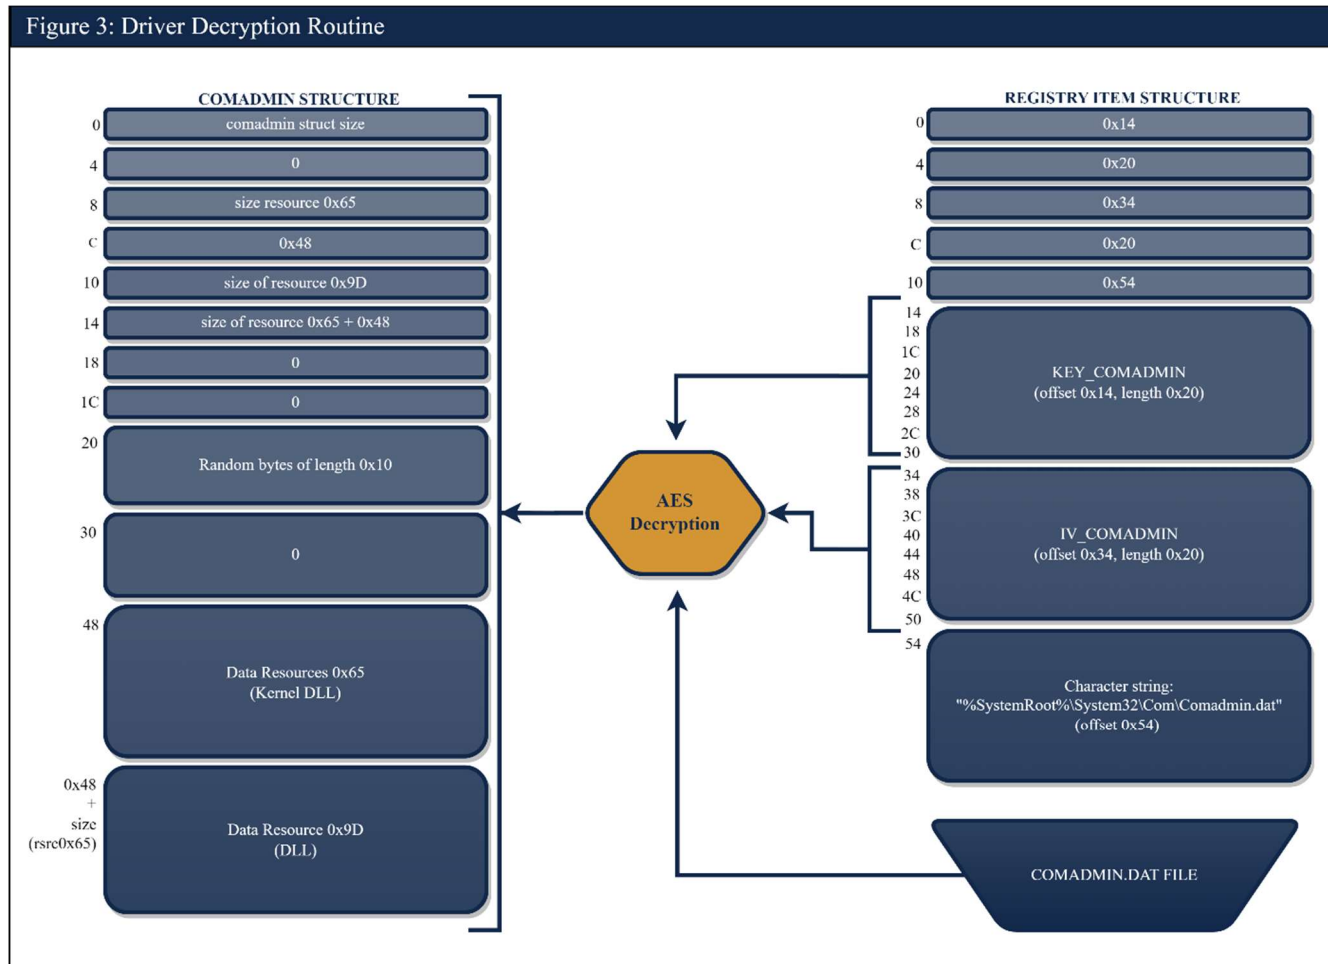 Figure 3: Driver Decryption Routine
COMADMIN STRUCTURE
0
comadmin struct size
4
0
8
size resource 0x65
C
0x48
10
size of resource 0x9D
14
size of resource 0x65 + 0x48
18
0
1C
0
20
Random bytes of length 0x10
30
0
48
Data Resources 0x65
(Kernel DLL)
0x48
+
size
(rsrc0x65)
Data Resource 0x9D
(DLL)
AES
Decryption
REGISTRY ITEM STRUCTURE
0
0x14
4
0x20
8
0x34
C
0x20
10
0x54
14
18
1C
20
24
28
2C
30
KEY_COMADMIN
(offset 0x14, length 0x20)
34
38
3C
40
44
48
4C
50
IV_COMADMIN
(offset 0x34, length 0x20)
54
Character string:
"%SystemRoot%\System32\Com\Comadmin.dat"
(offset 0x54)
COMADMIN.DAT FILE